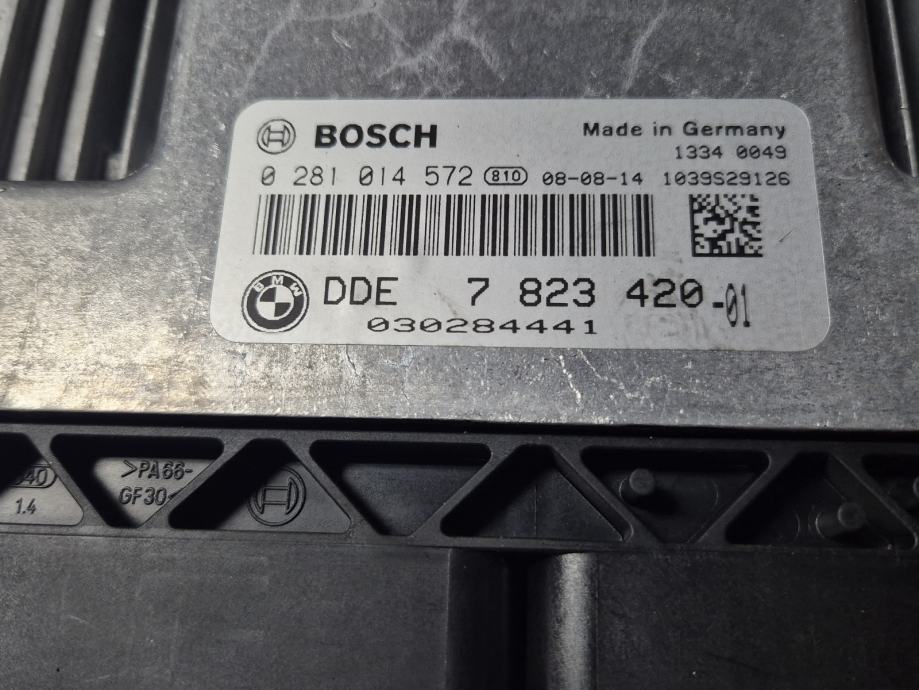 BOSCH Made in Germany
1334 0049
0 281 014 572 810 08-08-14 1039S29126
BMW DDE 7 823 420-01
030284441
>PA66-
GF30<
1.4